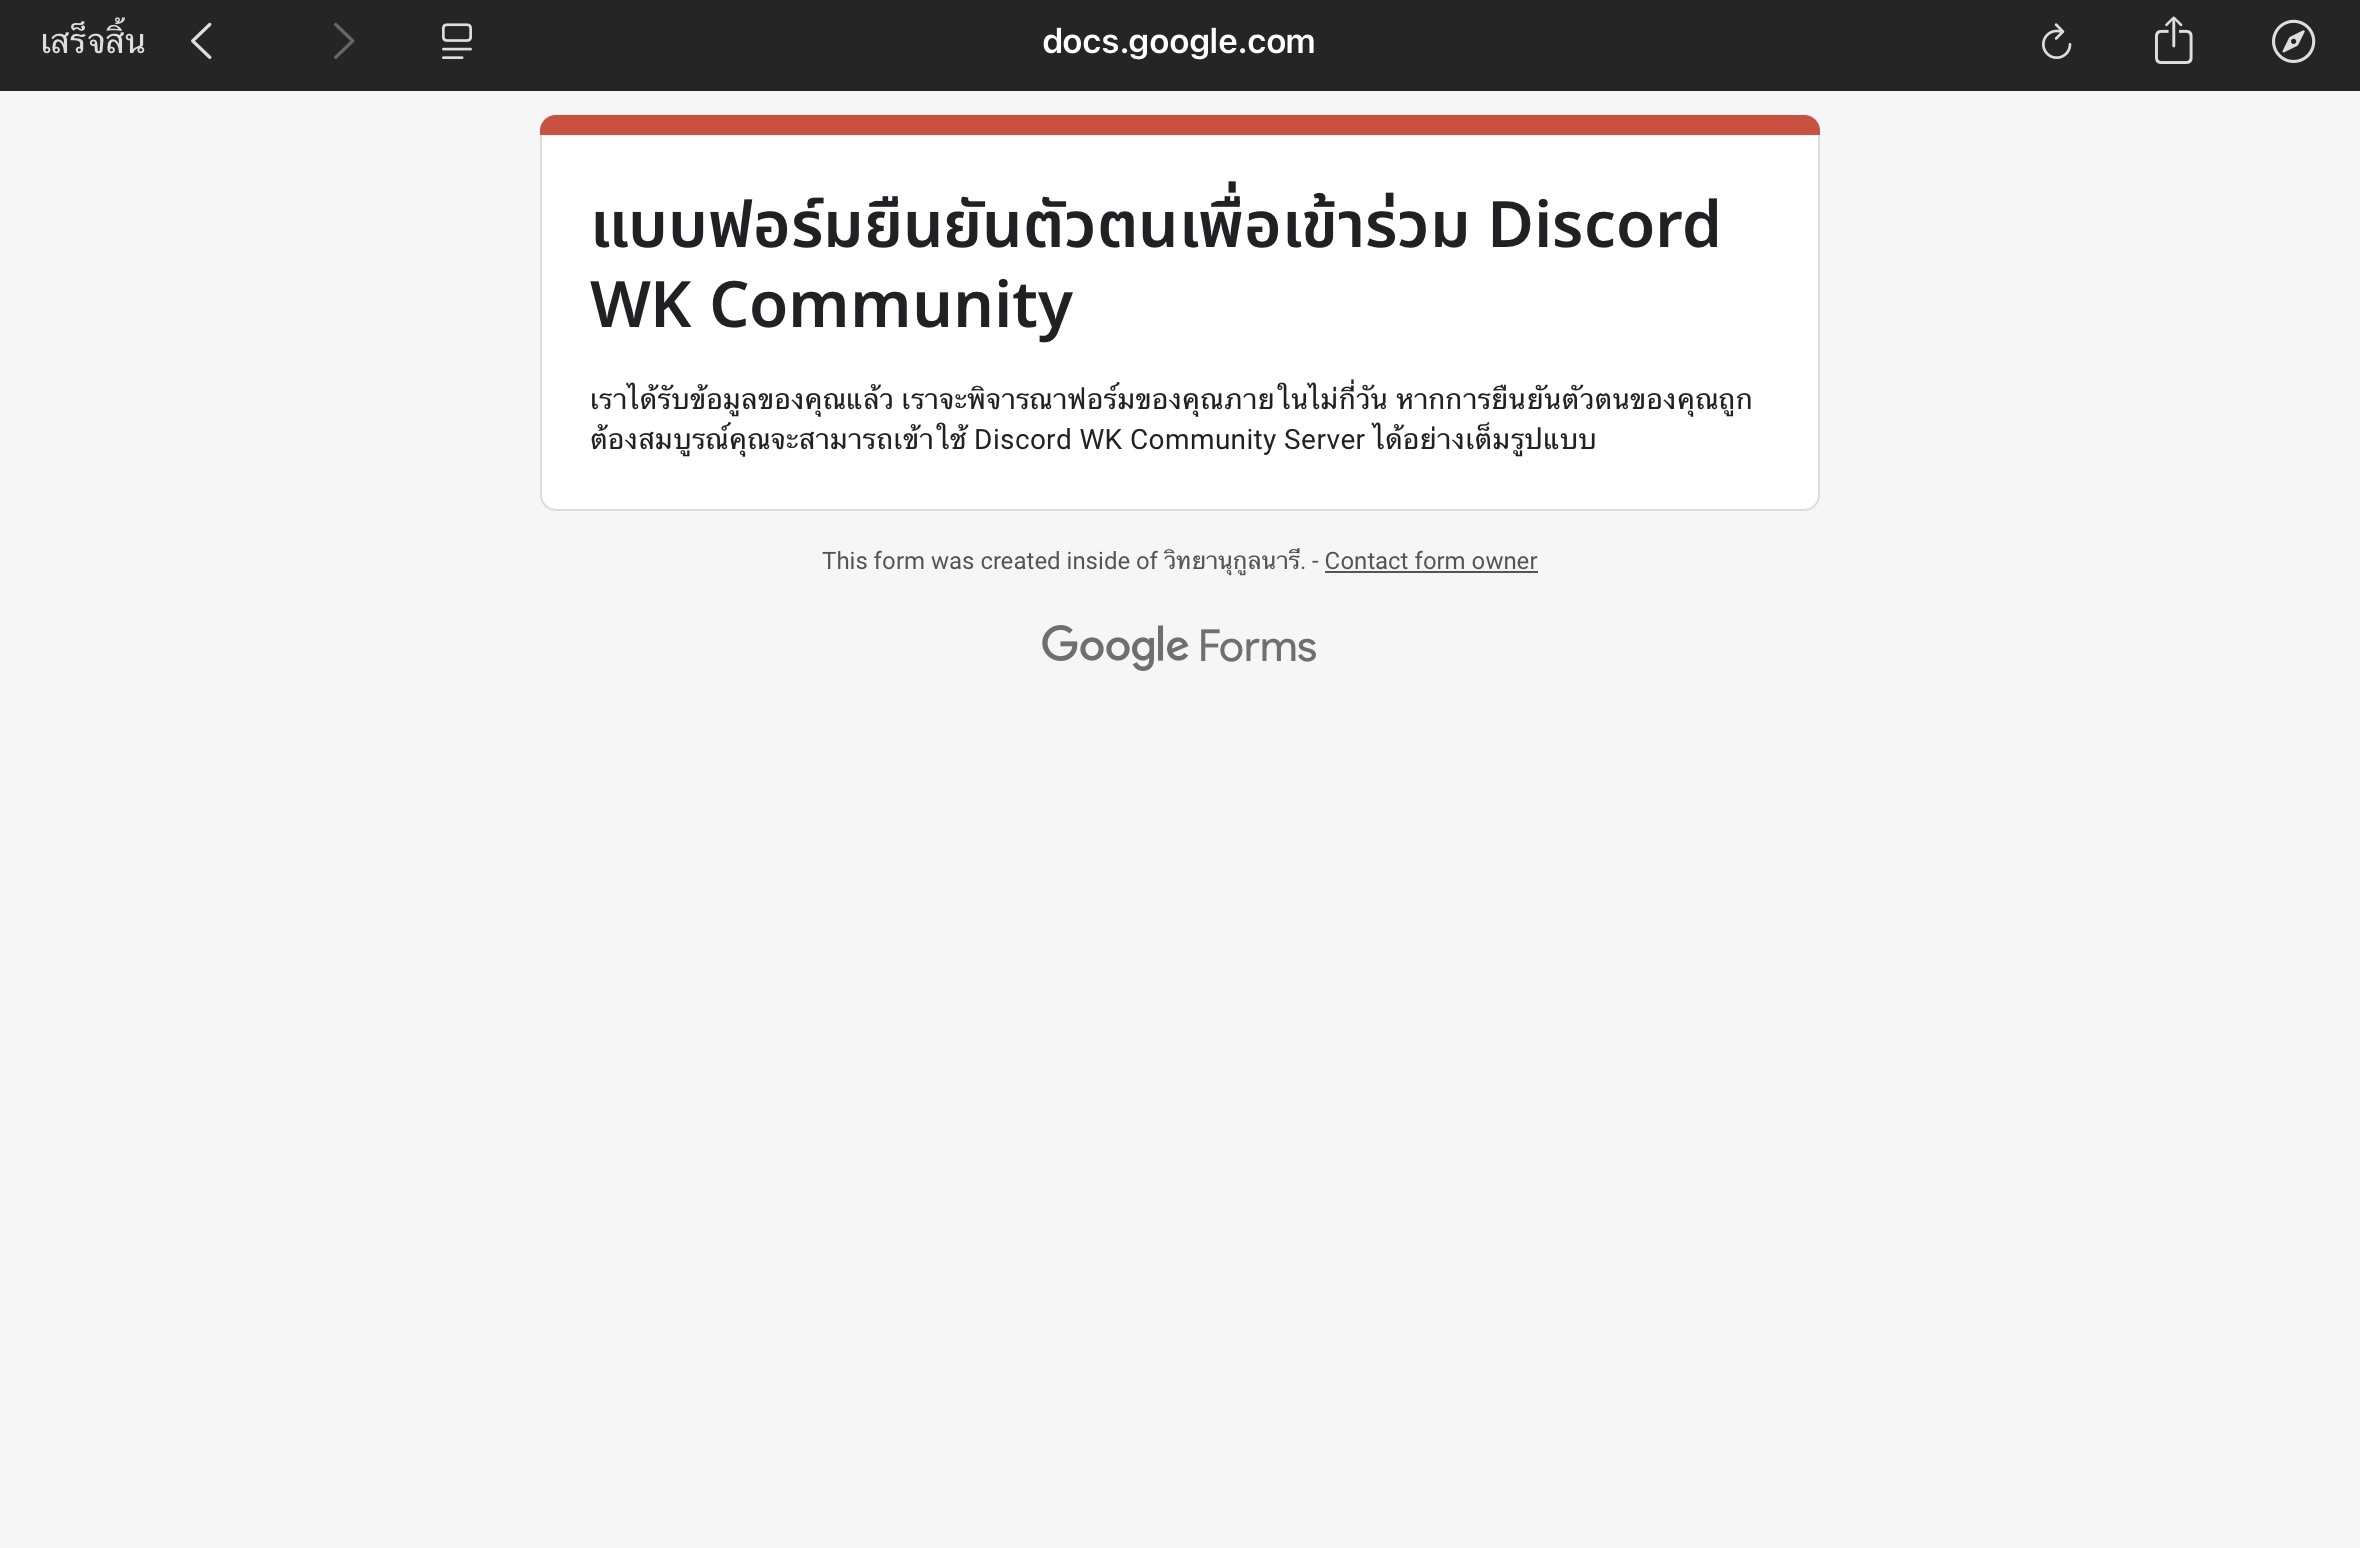 เสร็จสิ้น
docs.google.com
แบบฟอร์มยืนยันตัวตนเพื่อเข้าร่วม Discord
WK Community
เราได้รับข้อมูลของคุณแล้ว เราจะพิจารณาฟอร์มของคุณภายในไม่กี่วัน หากการยืนยันตัวตนของคุณถูก
ต้องสมบูรณ์คุณจะสามารถเข้าใช้ Discord WK Community Server ได้อย่างเต็มรูปแบบ
This form was created inside of วิทยานุกูลนารี. - Contact form owner
Google Forms